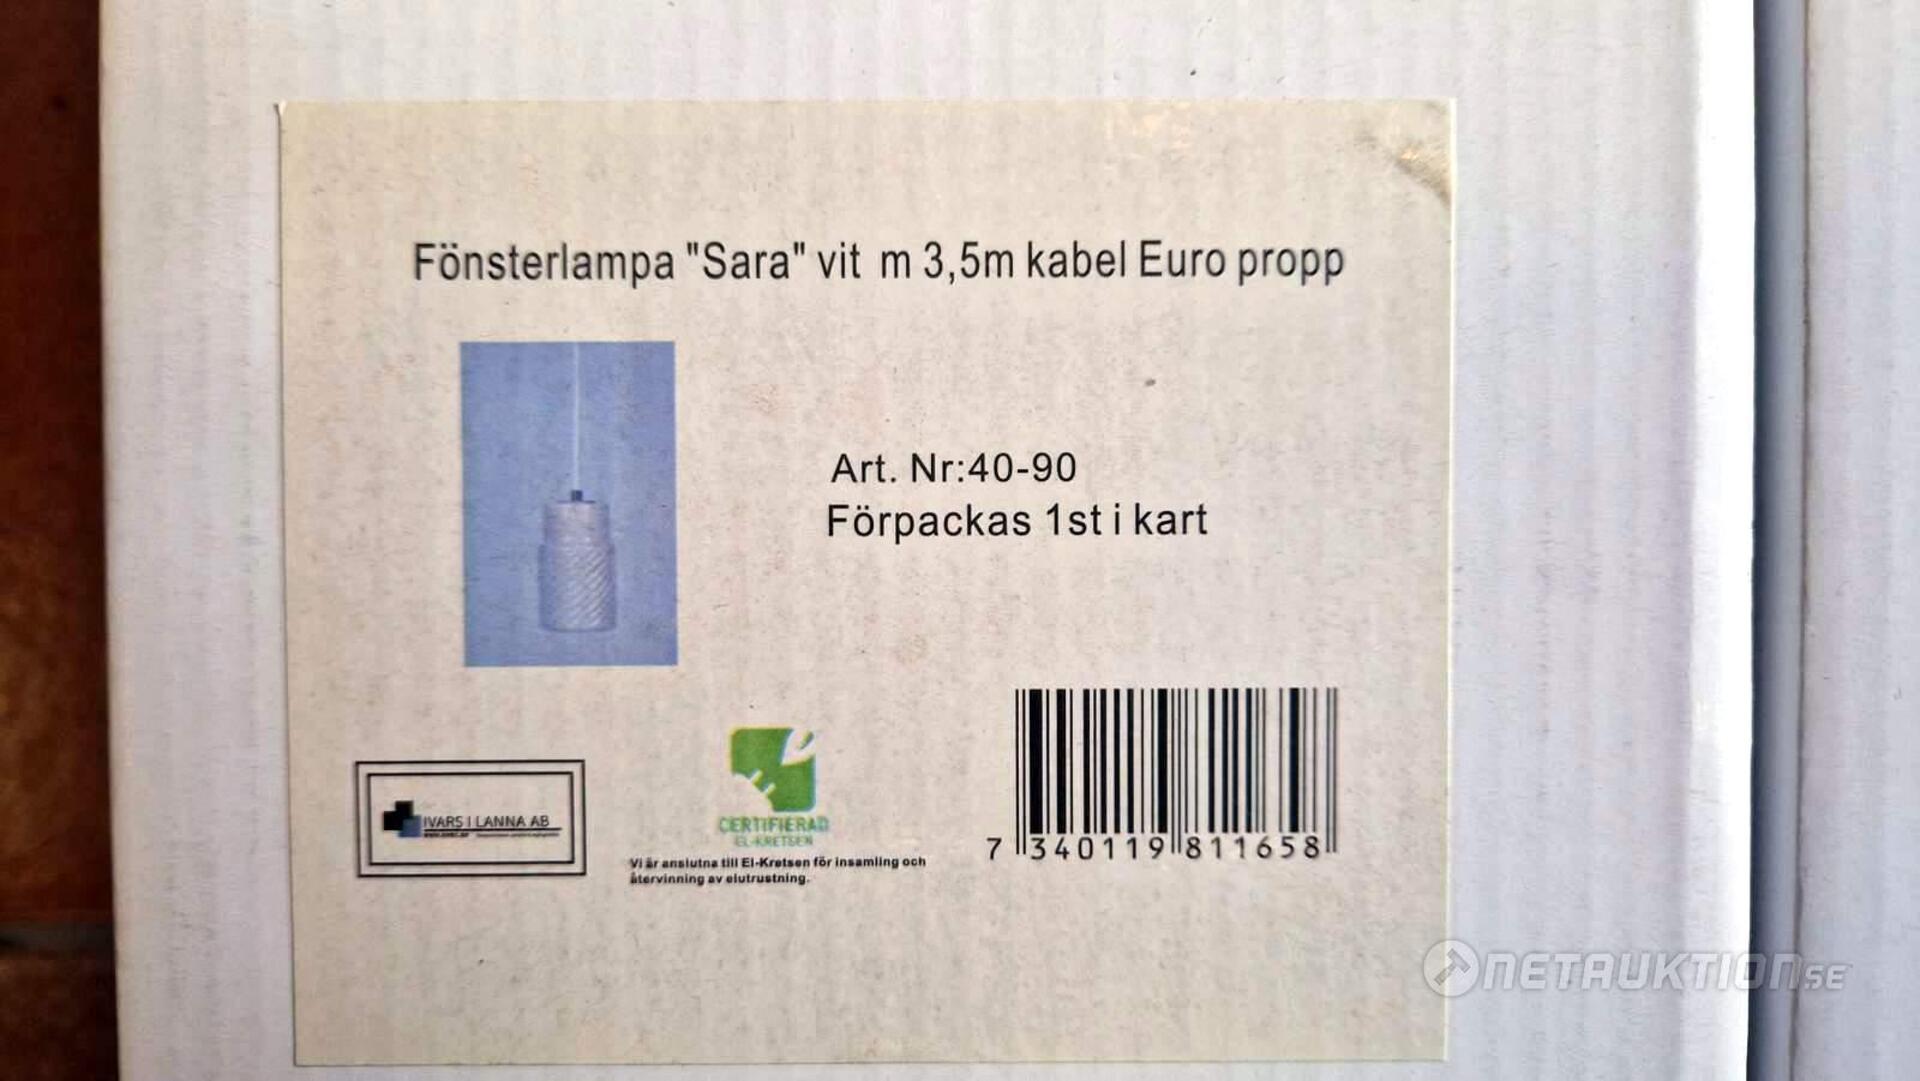 Fönsterlampa "Sara" vit m 3,5m kabel Euro propp
Art. Nr:40-90
Förpackas 1st i kart
IVARS I LANNA AB
CERTIFIERAD
EL-KRETSEN
Vi är anslutna till El-Kretsen för insamling och
återvinning av elutrustning.
7 340119 811658
NETAUKTION.SE